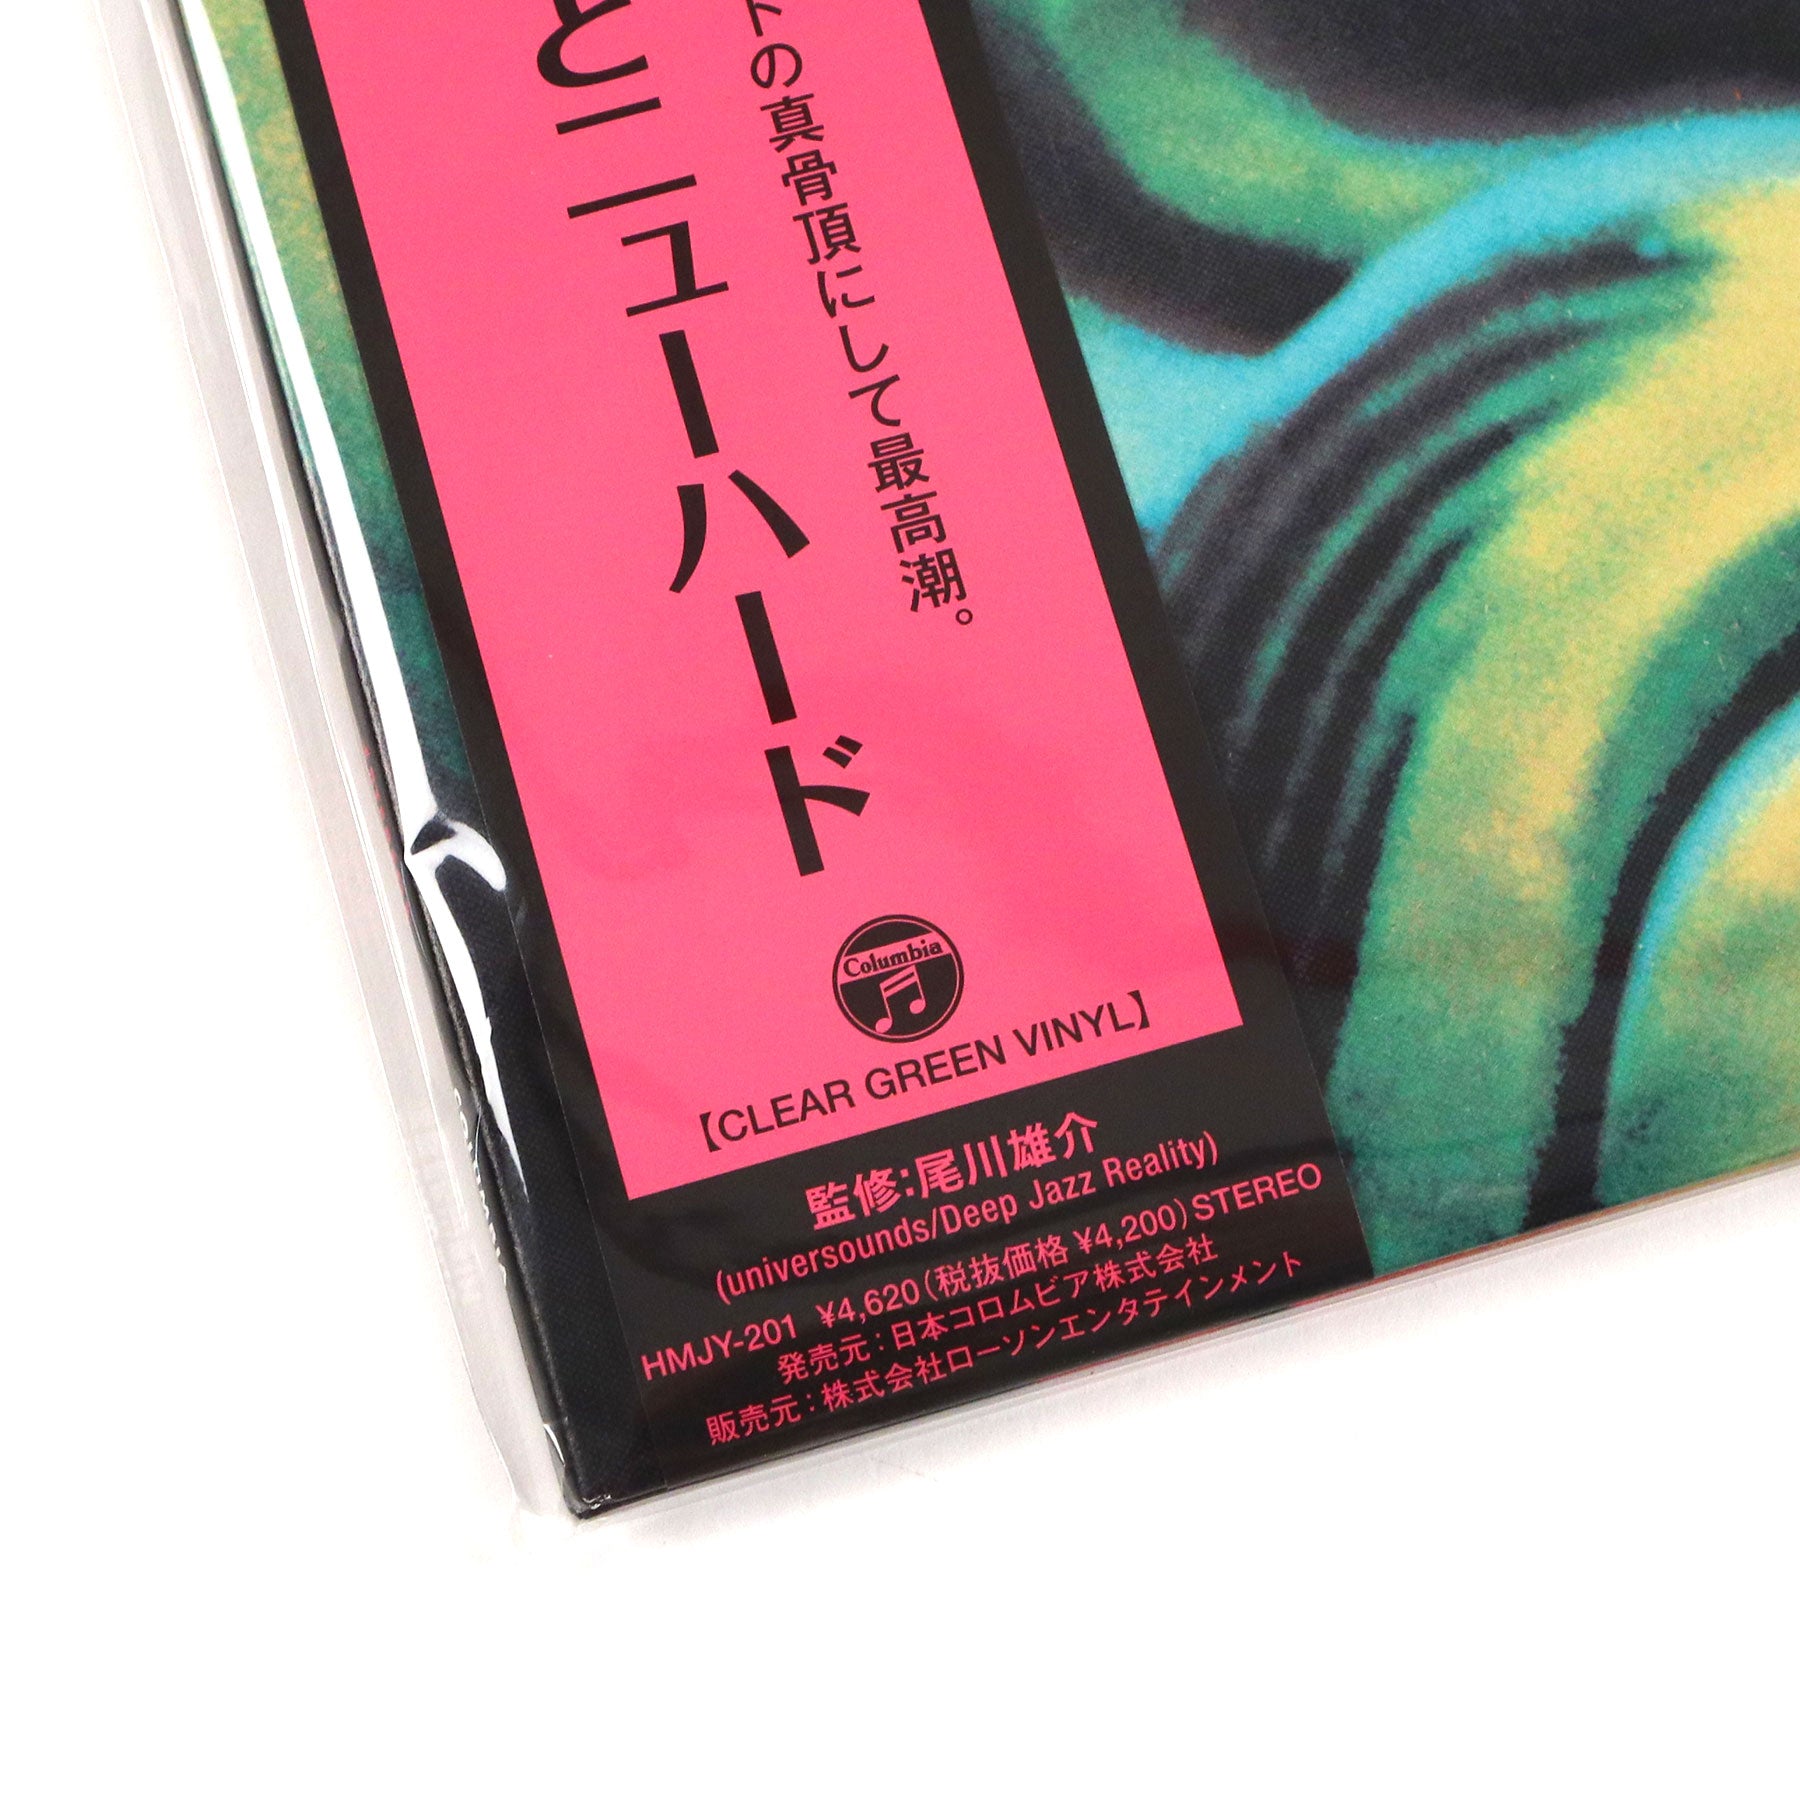 トの真骨頂にして最高潮。
とニューハード
Columbia
【CLEAR GREEN VINYL】
監修:尾川雄介
(universounds/Deep Jazz Reality)
HMJY-201 ¥4,620(税抜価格 ¥4,200) STEREO
発売元:日本コロムビア株式会社
販売元:株式会社ローソンエンタテインメント